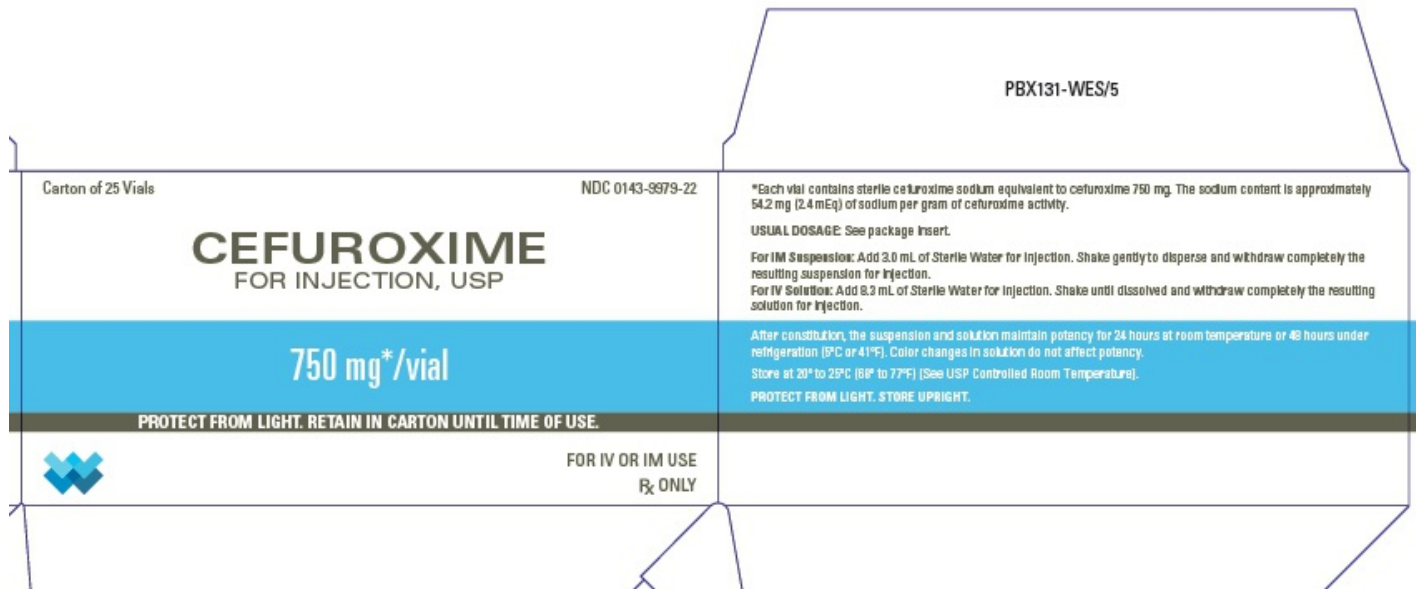 PBX131-WES/5
Carton of 25 Vials
NDC 0143-9979-22
CEFUROXIME
FOR INJECTION, USP
750 mg*/vial
PROTECT FROM LIGHT. RETAIN IN CARTON UNTIL TIME OF USE.
FOR IV OR IM USE
℞ ONLY
*Each vial contains sterile cefuroxime sodium equivalent to cefuroxime 750 mg. The sodium content is approximately
54.2 mg (2.4 mEq) of sodium per gram of cefuroxime activity.
USUAL DOSAGE: See package insert.
For IM Suspension: Add 3.0 mL of Sterile Water for Injection. Shake gently to disperse and withdraw completely the
resulting suspension for injection.
For IV Solution: Add 8.3 mL of Sterile Water for Injection. Shake until dissolved and withdraw completely the resulting
solution for injection.
After constitution, the suspension and solution maintain potency for 24 hours at room temperature or 48 hours under
refrigeration (5°C or 41°F). Color changes in solution do not affect potency.
Store at 20° to 25°C (68° to 77°F) [See USP Controlled Room Temperature].
PROTECT FROM LIGHT. STORE UPRIGHT.